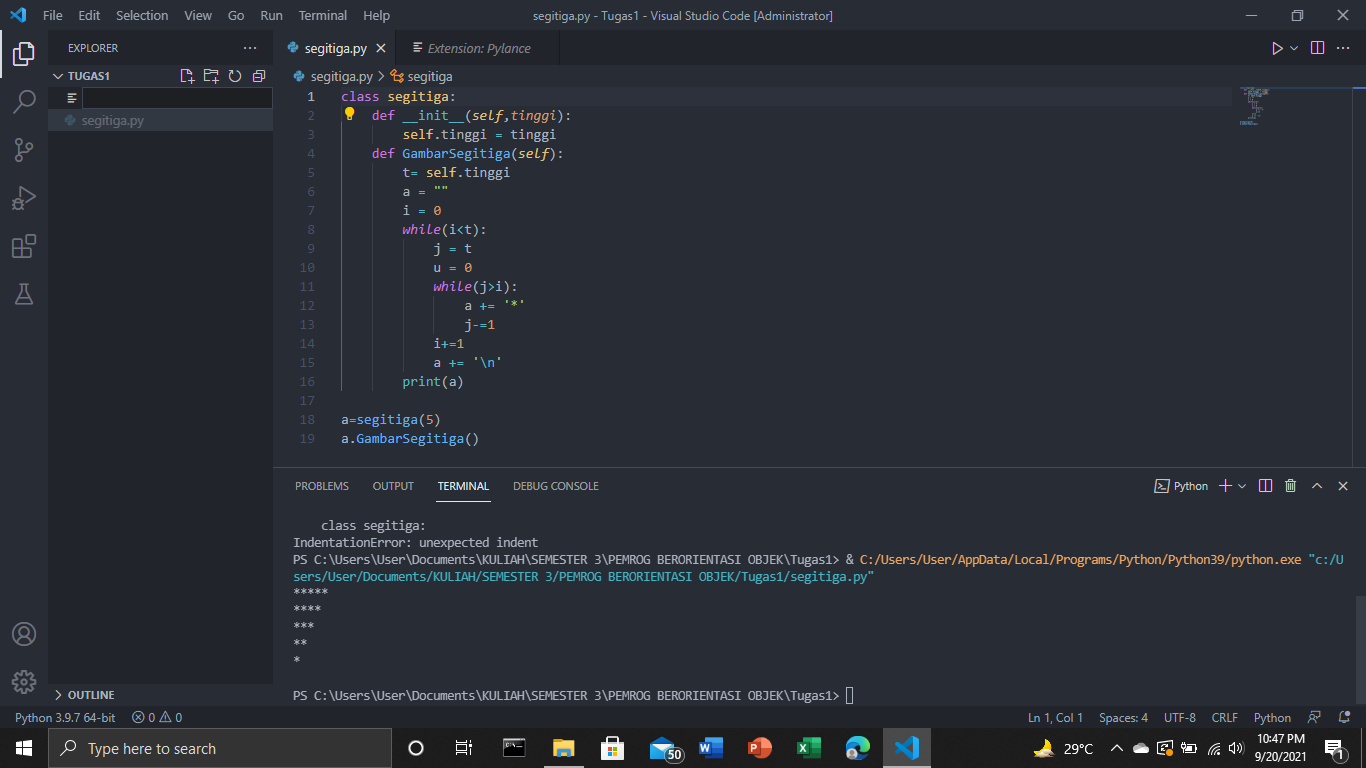 File Edit Selection View Go Run Terminal Help
segitiga.py - Tugas1 - Visual Studio Code [Administrator]
EXPLORER
TUGAS1
segitiga.py
OUTLINE
segitiga.py
Extension: Pylance
segitiga.py > segitiga
1 class segitiga:
2 def __init__(self,tinggi):
3 self.tinggi = tinggi
4 def GambarSegitiga(self):
5 t= self.tinggi
6 a = ""
7 i = 0
8 while(i<t):
9 j = t
10 u = 0
11 while(j>i):
12 a += '*'
13 j-=1
14 i+=1
15 a += '\n'
16 print(a)
17
18 a=segitiga(5)
19 a.GambarSegitiga()
PROBLEMS OUTPUT TERMINAL DEBUG CONSOLE
Python
class segitiga:
IndentationError: unexpected indent
PS C:\Users\User\Documents\KULIAH\SEMESTER 3\PEMROG BERORIENTASI OBJEK\Tugas1> & C:/Users/User/AppData/Local/Programs/Python/Python39/python.exe "c:/U
sers/User/Documents/KULIAH/SEMESTER 3/PEMROG BERORIENTASI OBJEK/Tugas1/segitiga.py"
*****
****
***
**
*
PS C:\Users\User\Documents\KULIAH\SEMESTER 3\PEMROG BERORIENTASI OBJEK\Tugas1>
Python 3.9.7 64-bit 0 0
Ln 1, Col 1 Spaces: 4 UTF-8 CRLF Python
Type here to search
50
29°C
10:47 PM
9/20/2021
1